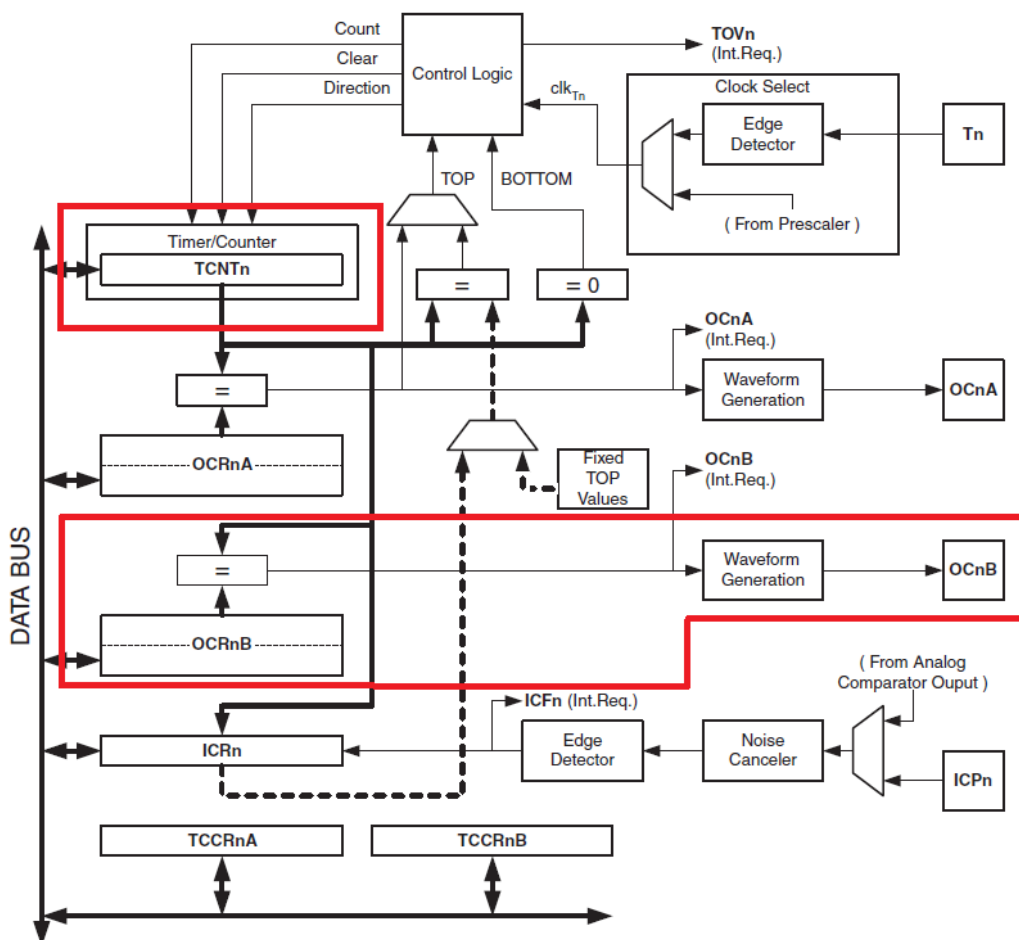 Count
Clear
Direction
Control Logic
TOVn
(Int.Req.)
clkTn
Clock Select
Edge
Detector
Tn
TOP
BOTTOM
( From Prescaler )
Timer/Counter
TCNTn
=
= 0
OCnA
(Int.Req.)
=
Waveform
Generation
OCnA
OCRnA
Fixed
TOP
Values
OCnB
(Int.Req.)
DATA BUS
=
Waveform
Generation
OCnB
OCRnB
( From Analog
Comparator Ouput )
ICFn (Int.Req.)
ICRn
Edge
Detector
Noise
Canceler
ICPn
TCCRnA
TCCRnB